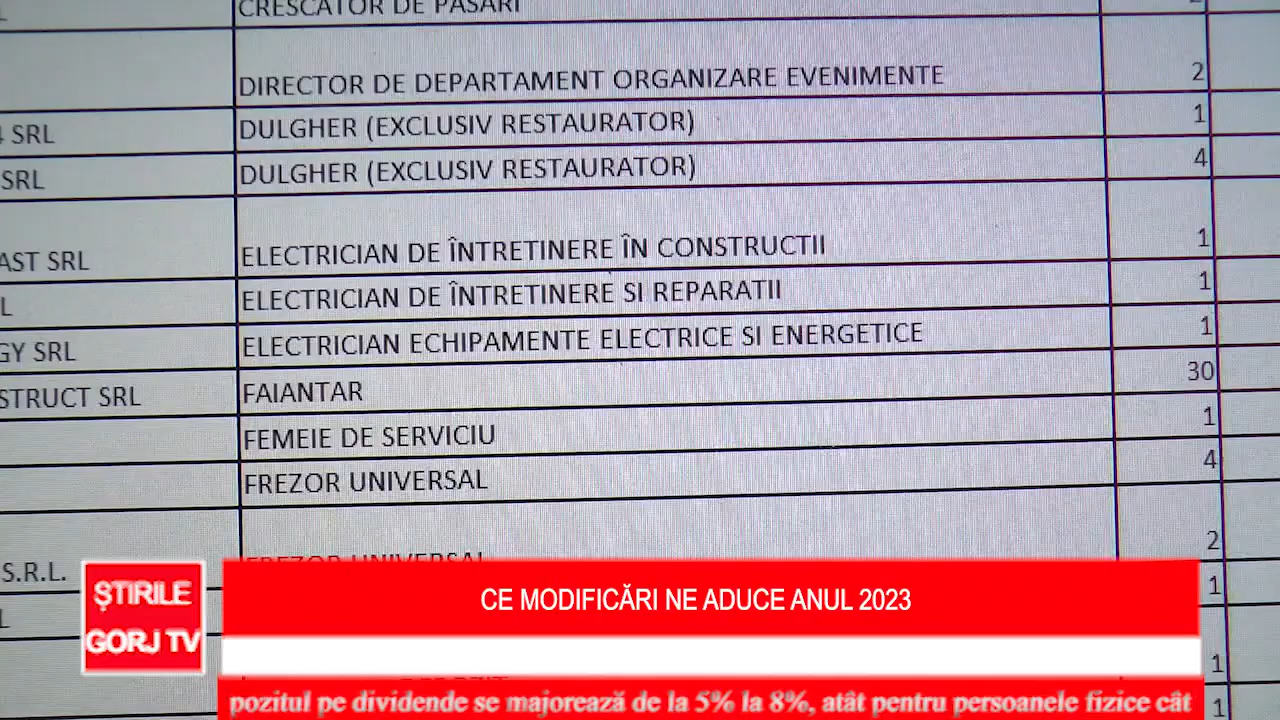 CRESCATOR DE PASARI
DIRECTOR DE DEPARTAMENT ORGANIZARE EVENIMENTE 2
SRL DULGHER (EXCLUSIV RESTAURATOR) 1
SRL DULGHER (EXCLUSIV RESTAURATOR) 4
AST SRL ELECTRICIAN DE ÎNTRETINERE ÎN CONSTRUCTII 1
L ELECTRICIAN DE ÎNTRETINERE SI REPARATII 1
GY SRL ELECTRICIAN ECHIPAMENTE ELECTRICE SI ENERGETICE 1
STRUCT SRL FAIANTAR 30
FEMEIE DE SERVICIU 1
FREZOR UNIVERSAL 4
S.R.L. FREZOR UNIVERSAL 2
L 1
1
1
ȘTIRILE
GORJ TV
CE MODIFICĂRI NE ADUCE ANUL 2023
pozitul pe dividende se majorează de la 5% la 8%, atât pentru persoanele fizice cât